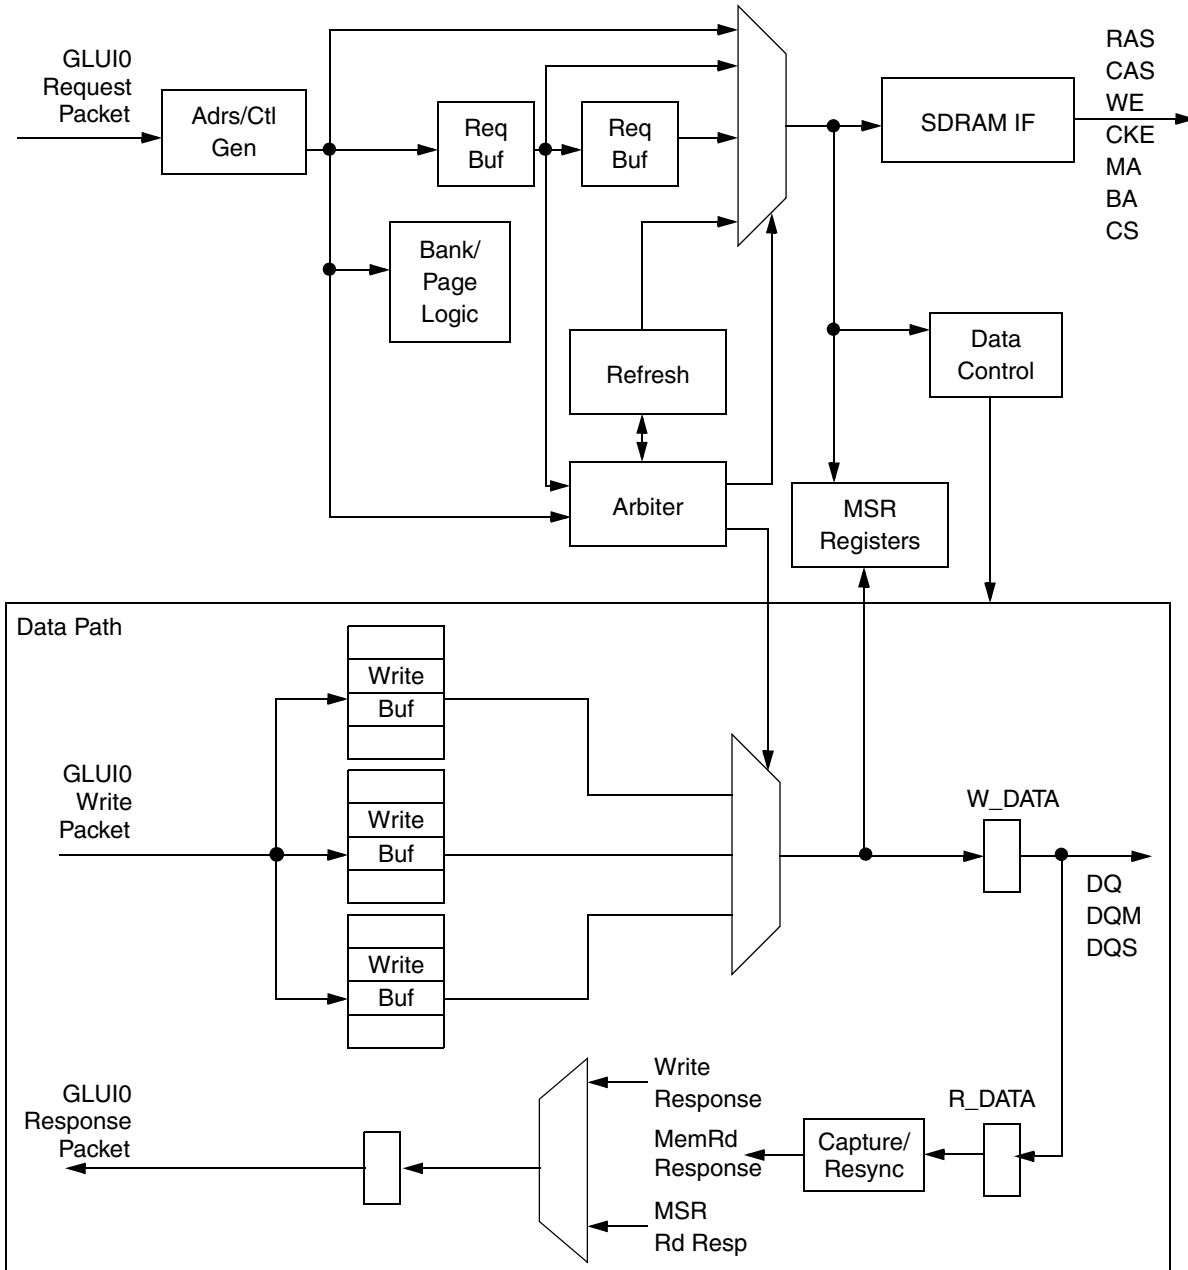 GLUI0
Request
Packet
Adrs/Ctl
Gen
Req
Buf
Req
Buf
SDRAM IF
RAS
CAS
WE
CKE
MA
BA
CS
Bank/
Page
Logic
Refresh
Data
Control
Arbiter
MSR
Registers
Data Path
Write
Buf
GLUI0
Write
Packet
Write
Buf
W_DATA
DQ
DQM
DQS
Write
Buf
GLUI0
Response
Packet
Write
Response
MemRd
Response
MSR
Rd Resp
Capture/
Resync
R_DATA